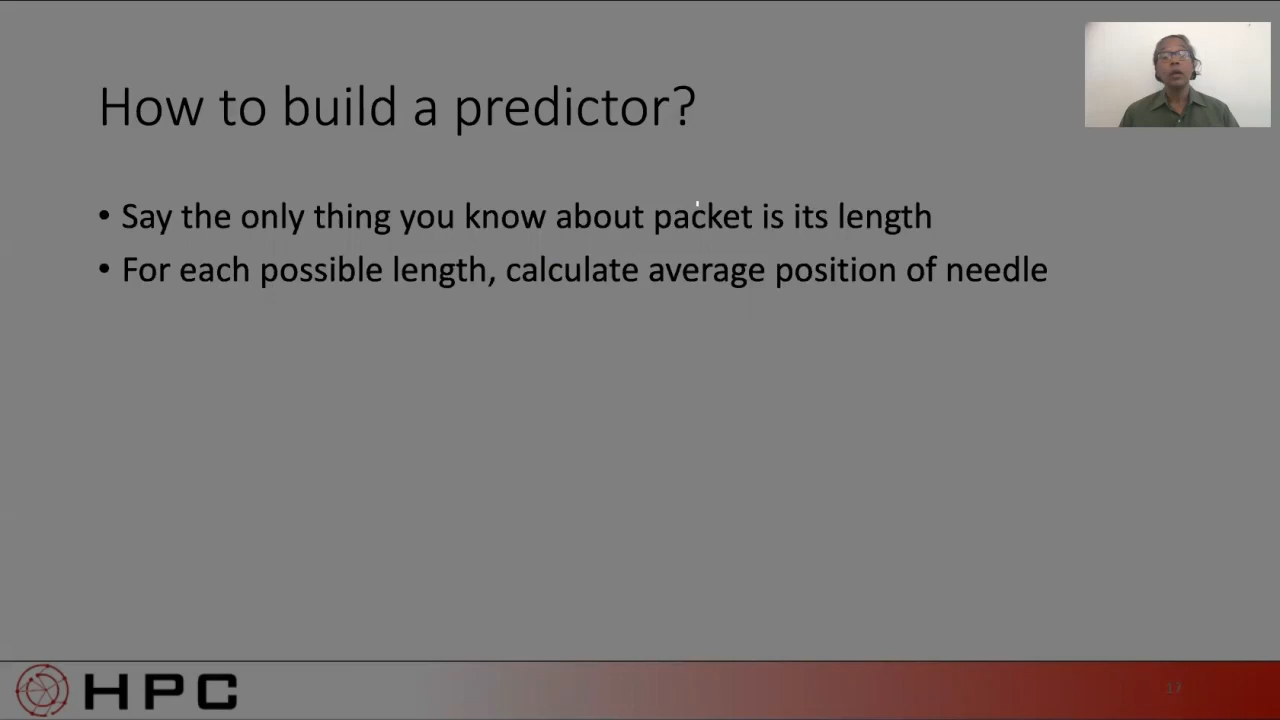 How to build a predictor?
• Say the only thing you know about packet is its length
• For each possible length, calculate average position of needle
HPC
17